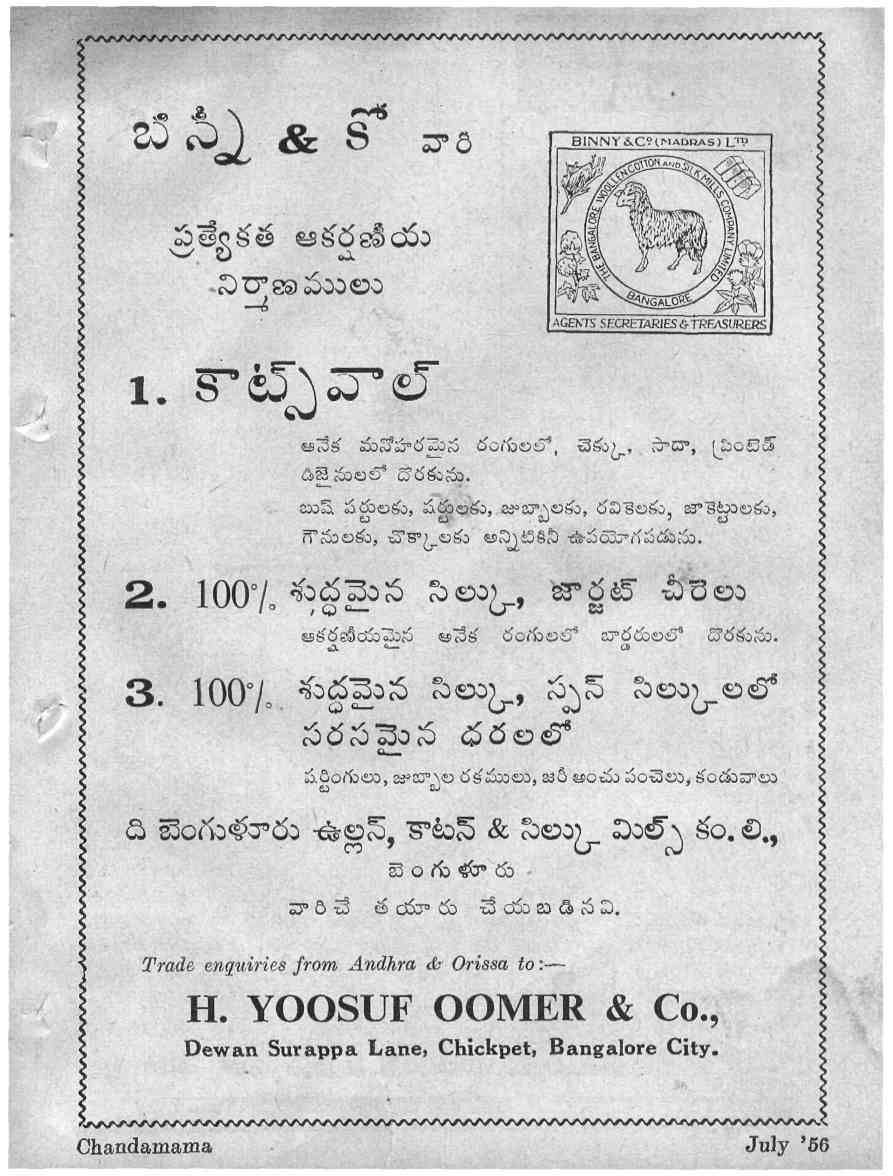 బిన్నీ & కో వారి
BINNY & Cº (MADRAS) LTD
THE BANGALORE WOOLLEN COTTON AND SILK MILLS COMPANY LIMITED
BANGALORE
AGENTS SECRETARIES & TREASURERS
ప్రత్యేకత ఆకర్షణీయ
నిర్మాణములు
1. కాట్స్‌వాల్
అనేక మనోహరమైన రంగులలో, చెక్కు, సాదా, ప్రింటెడ్
డిజైనులలో దొరకును.
బుష్ షర్టులకు, షర్టులకు, జుబ్బాలకు, రవికెలకు, జాకెట్టులకు,
గౌనులకు, చొక్కాలకు అన్నిటికినీ ఉపయోగపడును.
2. 100% శుద్ధమైన సిల్కు, జార్జట్ చీరెలు
ఆకర్షణీయమైన అనేక రంగులలో బార్డరులలో దొరకును.
3. 100% శుద్ధమైన సిల్కు, స్పన్ సిల్కులలో
సరసమైన ధరలలో
షర్టింగులు, జుబ్బాల రకములు, జరీ అంచు పంచెలు, కండువాలు
ది బెంగుళూరు ఉల్లన్, కాటన్ & సిల్కు మిల్స్ కం. లి.,
బెంగుళూరు
వారిచే తయారు చేయబడినవి.
Trade enquiries from Andhra & Orissa to:—
H. YOOSUF OOMER & Co.,
Dewan Surappa Lane, Chickpet, Bangalore City.
Chandamama
July '56